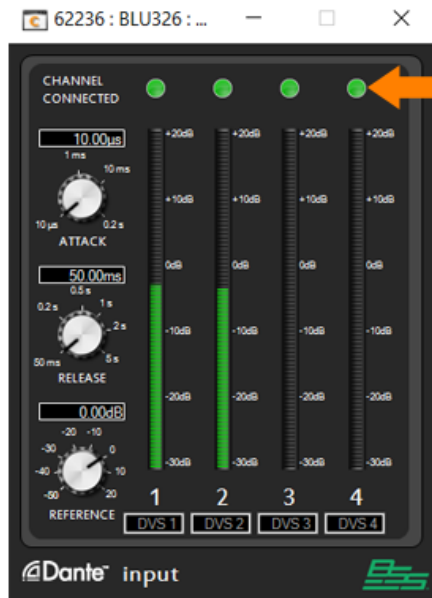 62236 : BLU326 : ...
CHANNEL
CONNECTED
10.00µs
1 ms
10 ms
10 µs
0.2 s
ATTACK
50.00ms
0.5 s
0.2 s
1 s
2 s
50 ms
5 s
RELEASE
0.00dB
-20 -10
-30
0
-40
10
-50
20
REFERENCE
+20dB +20dB +20dB +20dB
+10dB +10dB +10dB +10dB
0dB 0dB 0dB 0dB
-10dB -10dB -10dB -10dB
-20dB -20dB -20dB -20dB
-30dB -30dB -30dB -30dB
1 2 3 4
DVS 1 DVS 2 DVS 3 DVS 4
Dante™ input
BSS